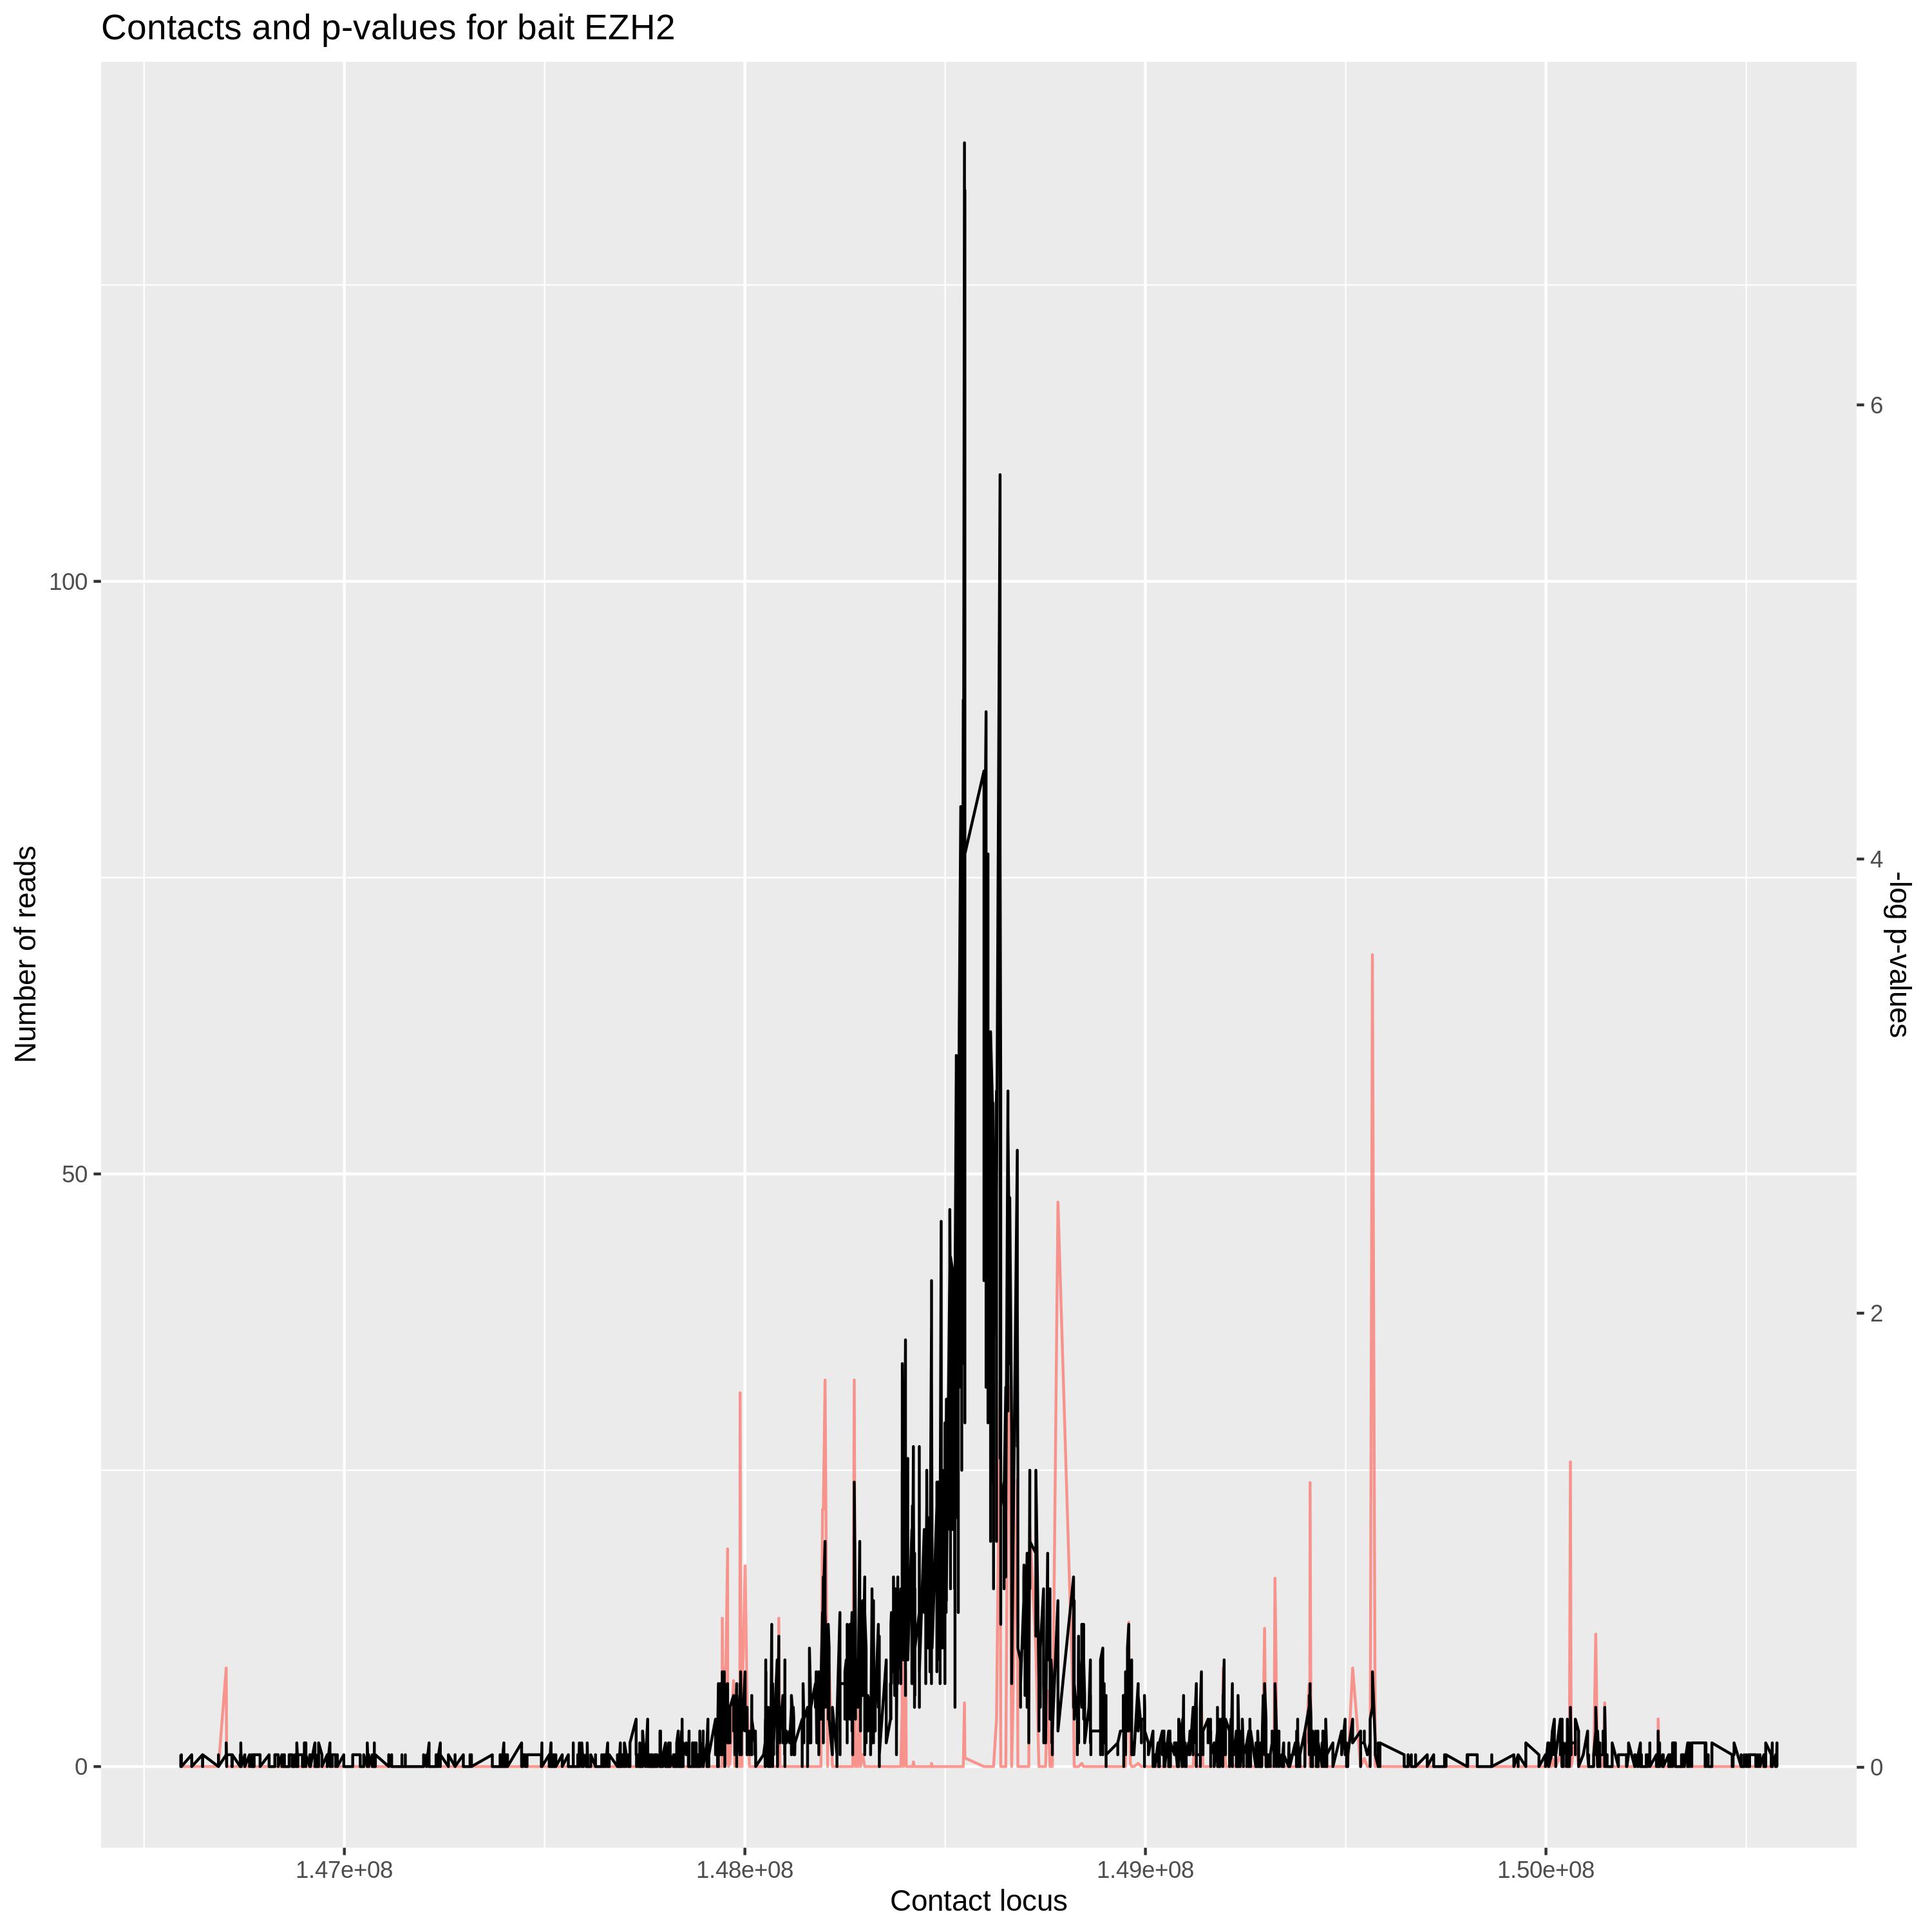 Contacts and p-values for bait EZH2
Number of reads
100
50
0
6
4
2
0
-log p-values
1.47e+08
1.48e+08
1.49e+08
1.50e+08
Contact locus